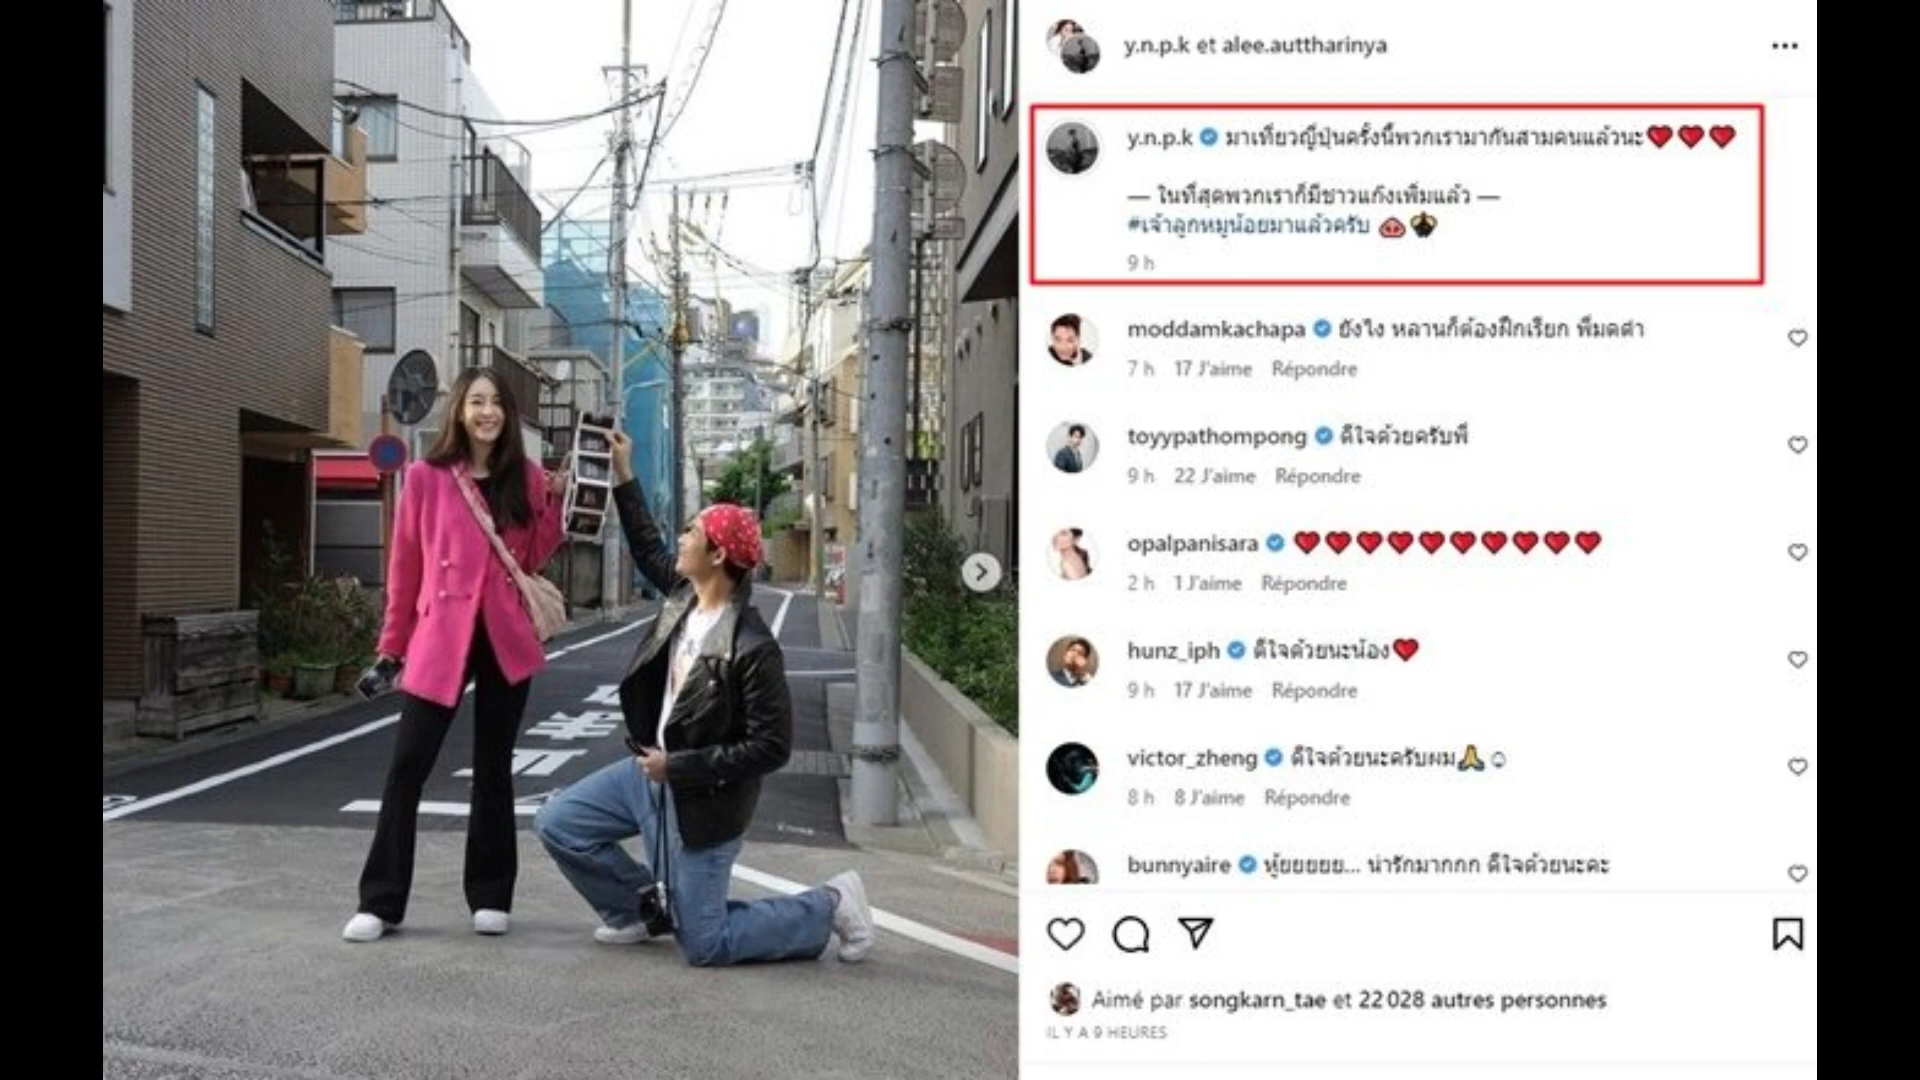 y.n.p.k et alee.auttharinya
y.n.p.k มาเที่ยวญี่ปุ่นครั้งนี้พวกเรามากันสามคนแล้วนะ❤️❤️❤️
— ในที่สุดพวกเราก็มีชาวแก๊งเพิ่มแล้ว —
#เจ้าลูกหมูน้อยมาแล้วครับ
9 h
moddamkachapa ยังไง หลานก็ต้องฝึกเรียก พี่มดดำ
7 h 17 J'aime Répondre
toyypathompong ดีใจด้วยครับพี่
9 h 22 J'aime Répondre
opalpanisara ❤️❤️❤️❤️❤️❤️❤️❤️❤️❤️
2 h 1 J'aime Répondre
hunz_iph ดีใจด้วยนะน้อง❤️
9 h 17 J'aime Répondre
victor_zheng ดีใจด้วยนะครับผม🙏
8 h 8 J'aime Répondre
bunnyaire หุ้ยยยยย... น่ารักมากกก ดีใจด้วยนะคะ
Aimé par songkarn_tae et 22 028 autres personnes
IL Y A 9 HEURES